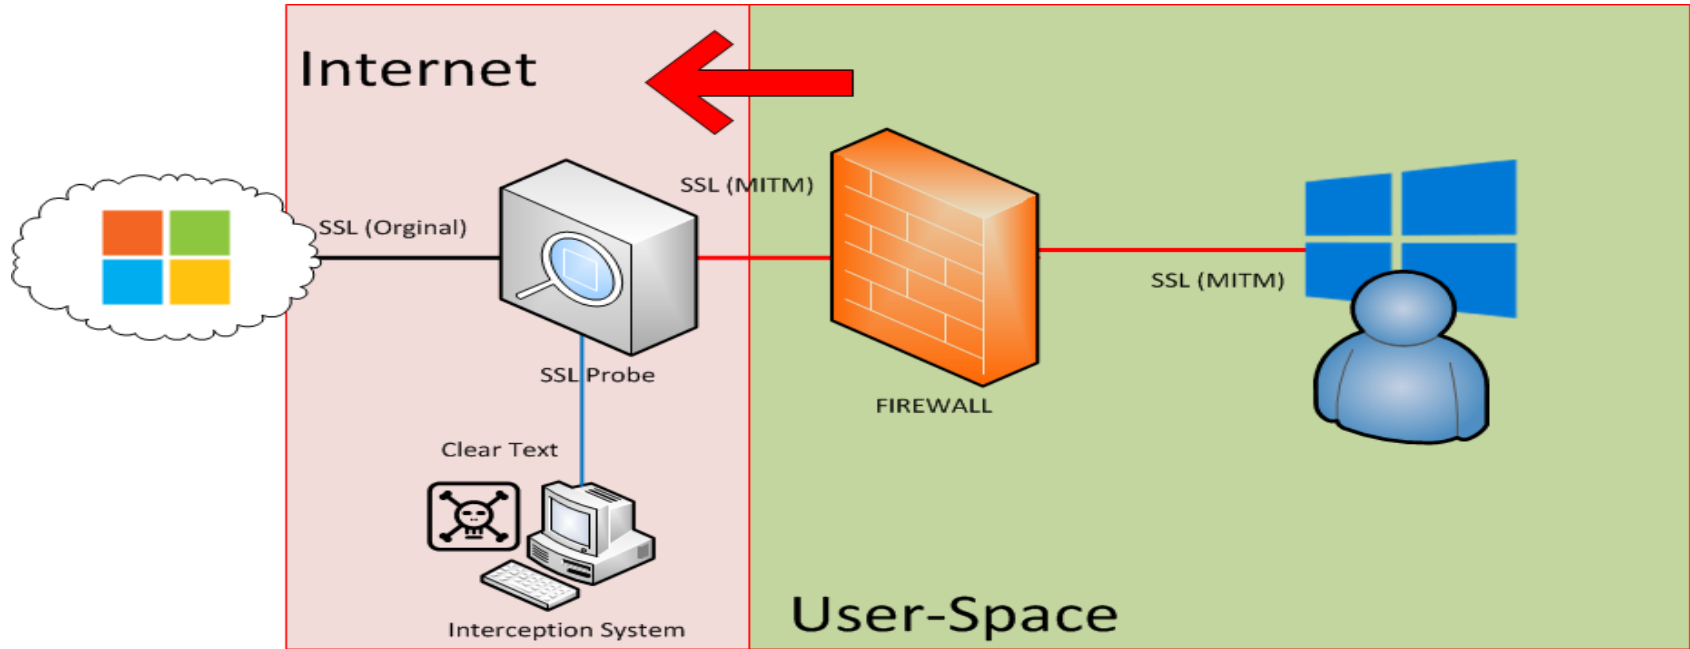 Internet
SSL (MITM)
SSL (Orginal)
SSL (MITM)
SSL Probe
FIREWALL
Clear Text
Interception System
User-Space